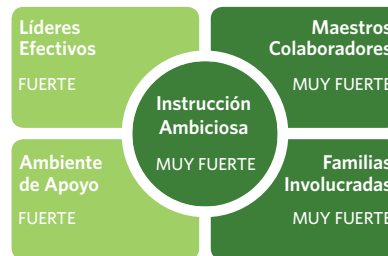 Líderes
Efectivos
FUERTE
Maestros
Colaboradores
MUY FUERTE
Instrucción
Ambiciosa
MUY FUERTE
Ambiente
de Apoyo
FUERTE
Familias
Involucradas
MUY FUERTE